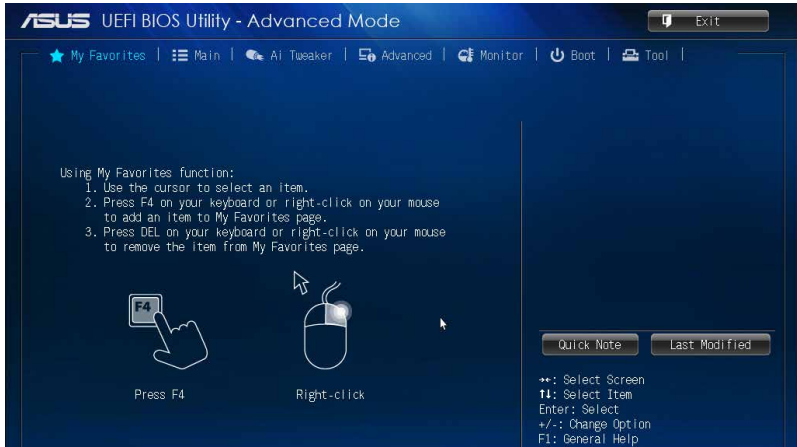 ASUS UEFI BIOS Utility - Advanced Mode
Exit
My Favorites | Main | Ai Tweaker | Advanced | Monitor | Boot | Tool |
Using My Favorites function:
1. Use the cursor to select an item.
2. Press F4 on your keyboard or right-click on your mouse
to add an item to My Favorites page.
3. Press DEL on your keyboard or right-click on your mouse
to remove the item from My Favorites page.
F4
Press F4
Right-click
Quick Note
Last Modified
→←: Select Screen
↑↓: Select Item
Enter: Select
+/-: Change Option
F1: General Help